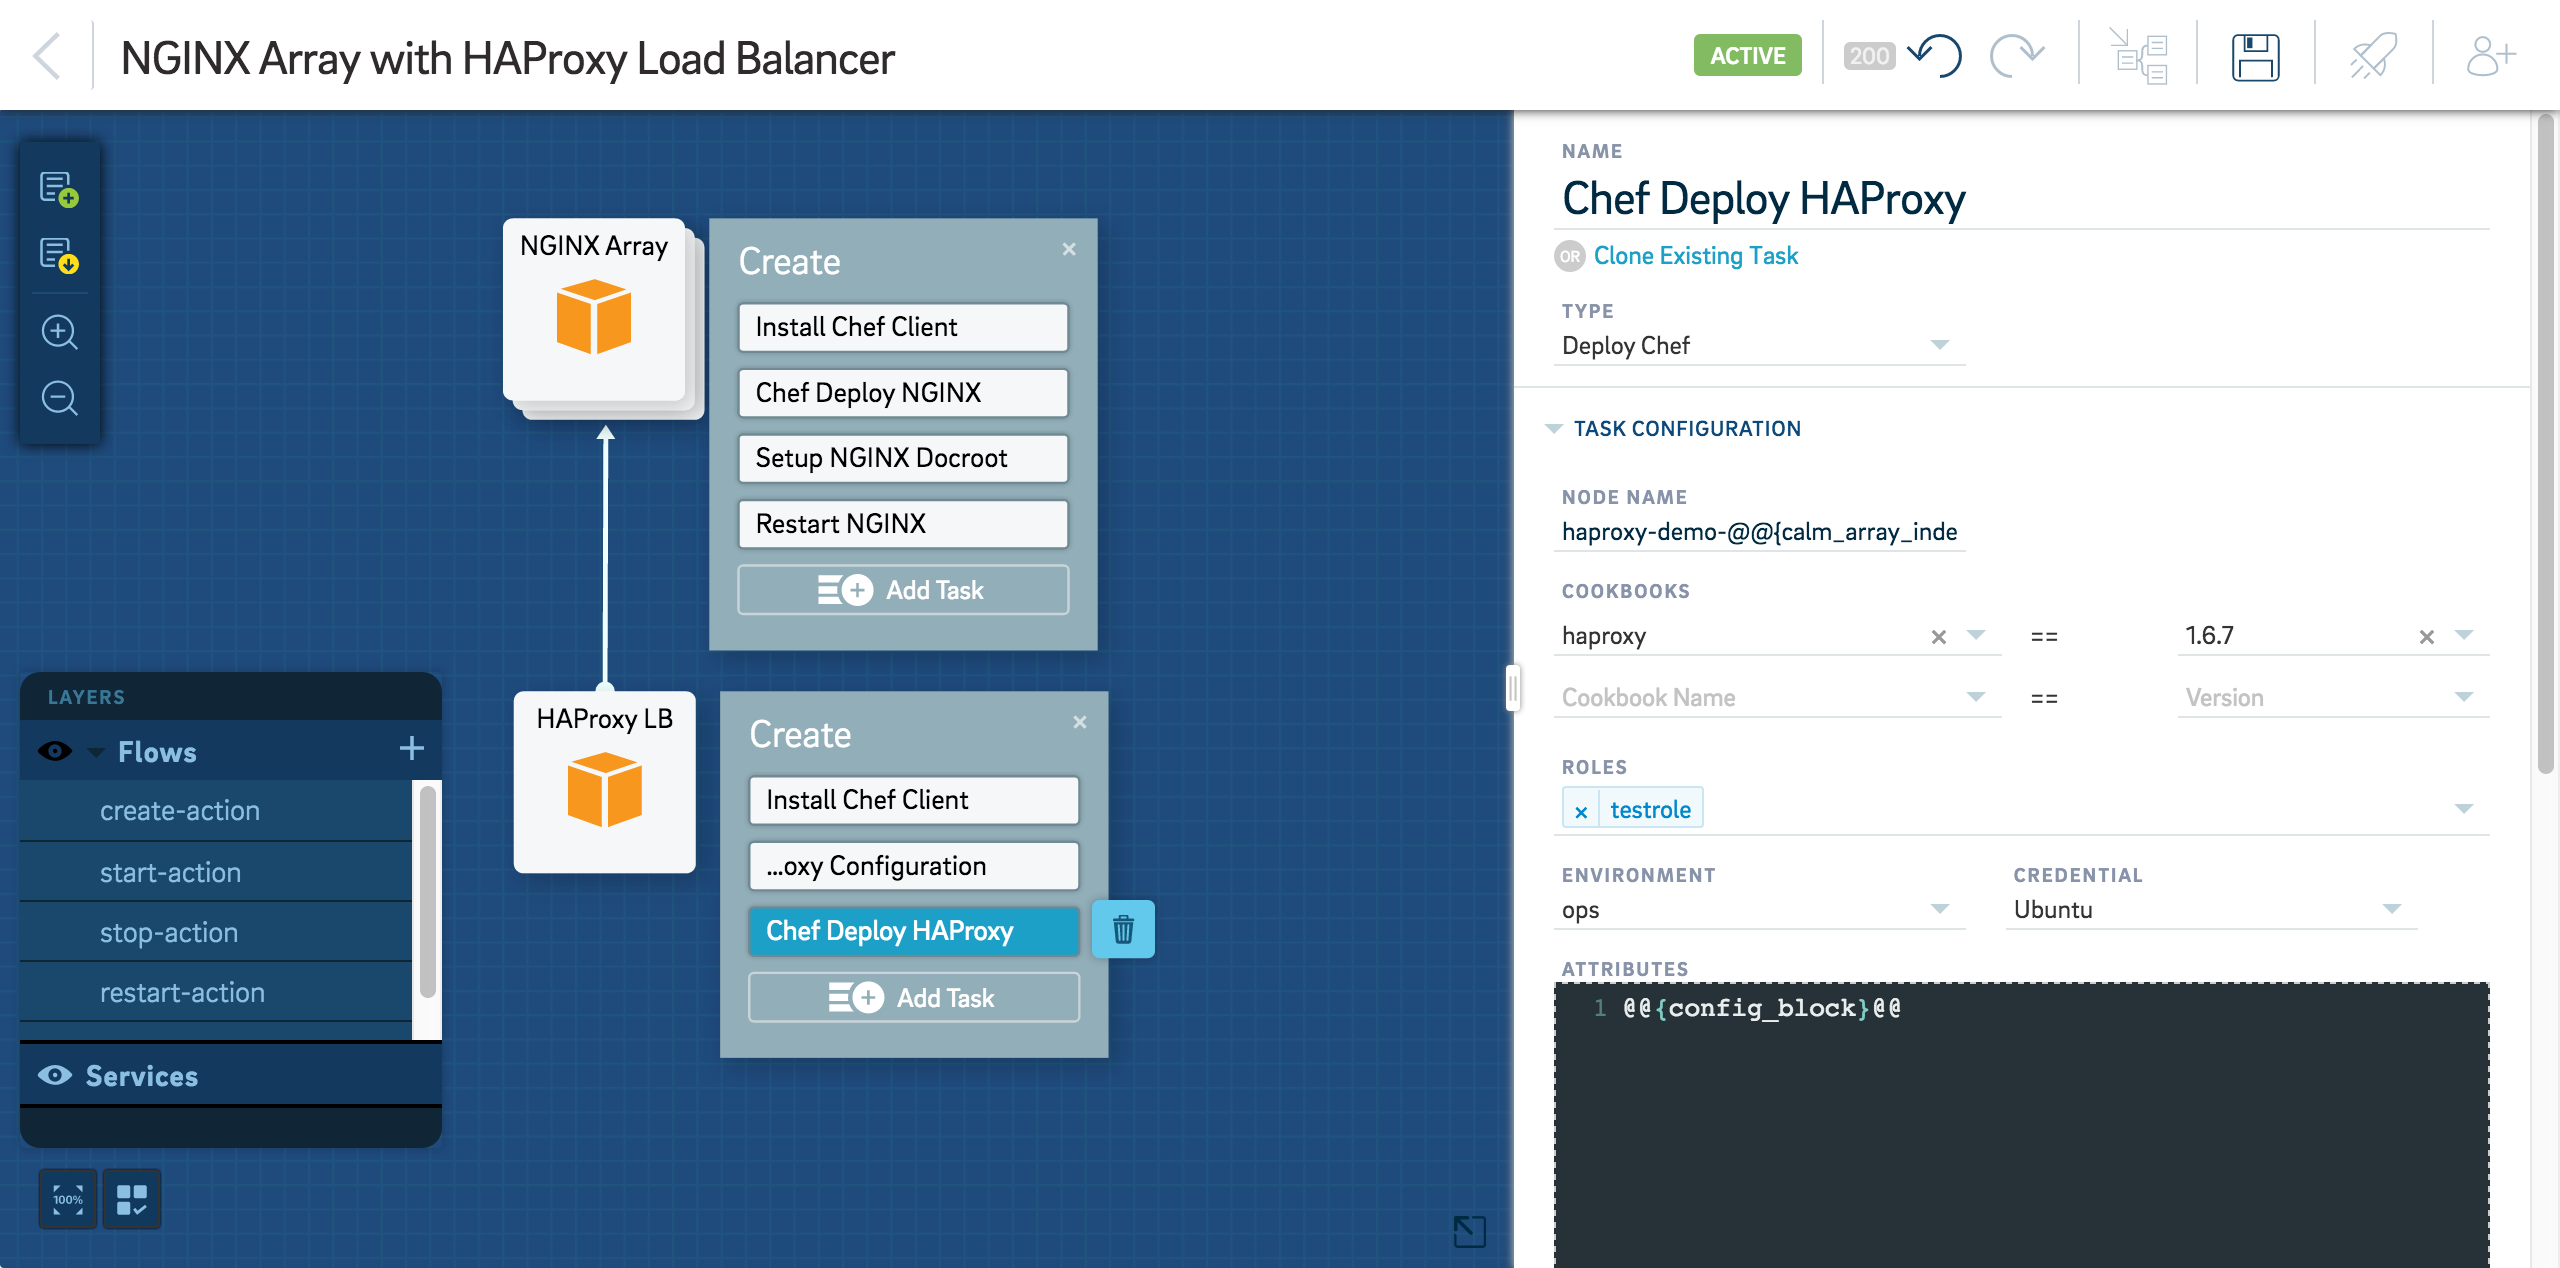 NGINX Array with HAProxy Load Balancer
ACTIVE
200
NGINX Array
Create
Install Chef Client
Chef Deploy NGINX
Setup NGINX Docroot
Restart NGINX
Add Task
HAProxy LB
Create
Install Chef Client
...oxy Configuration
Chef Deploy HAProxy
Add Task
LAYERS
Flows
create-action
start-action
stop-action
restart-action
Services
100%
NAME
Chef Deploy HAProxy
OR Clone Existing Task
TYPE
Deploy Chef
TASK CONFIGURATION
NODE NAME
haproxy-demo-@@{calm_array_inde
COOKBOOKS
haproxy == 1.6.7
Cookbook Name == Version
ROLES
testrole
ENVIRONMENT CREDENTIAL
ops Ubuntu
ATTRIBUTES
1 @@{config_block}@@